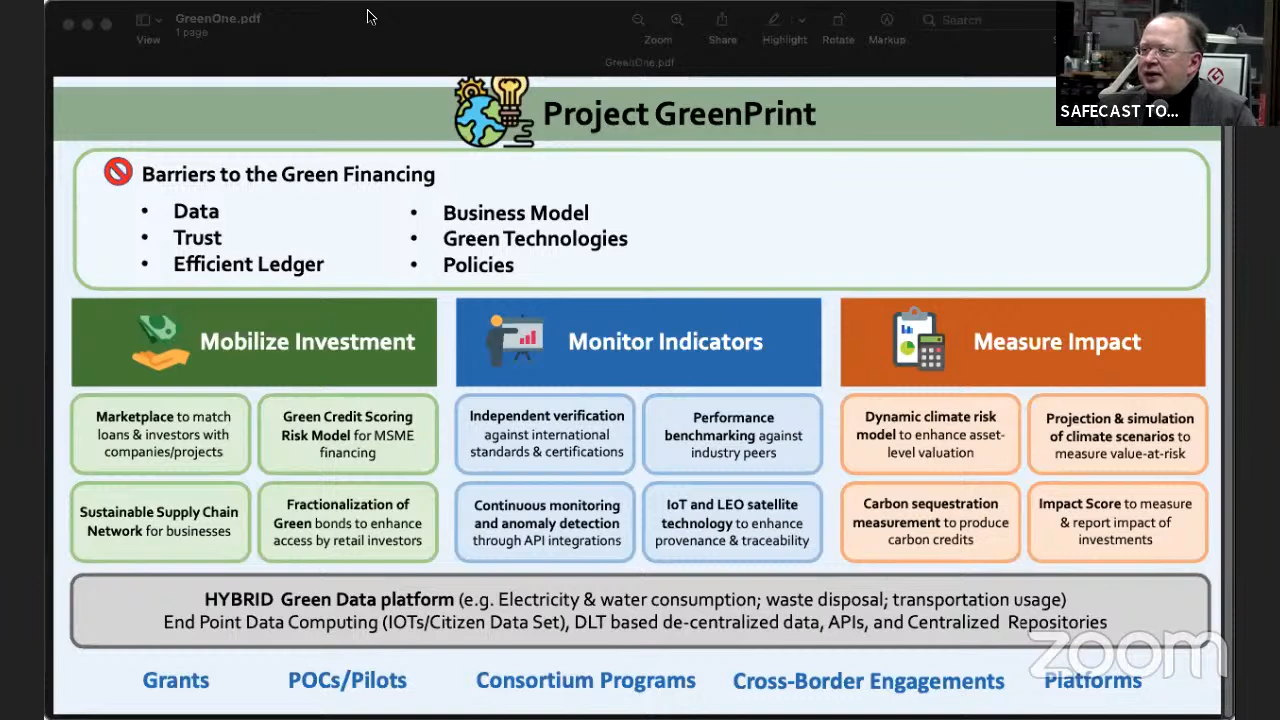 GreenOne.pdf
1 page
View
Zoom
Share
Highlight
Rotate
Markup
Search
GreenOne.pdf
SAFECAST TO...
Project GreenPrint
Barriers to the Green Financing
• Data
• Trust
• Efficient Ledger
• Business Model
• Green Technologies
• Policies
Mobilize Investment
Marketplace to match
loans & investors with
companies/projects
Green Credit Scoring
Risk Model for MSME
financing
Sustainable Supply Chain
Network for businesses
Fractionalization of
Green bonds to enhance
access by retail investors
Monitor Indicators
Independent verification
against international
standards & certifications
Performance
benchmarking against
industry peers
Continuous monitoring
and anomaly detection
through API integrations
IoT and LEO satellite
technology to enhance
provenance & traceability
Measure Impact
Dynamic climate risk
model to enhance asset-
level valuation
Projection & simulation
of climate scenarios to
measure value-at-risk
Carbon sequestration
measurement to produce
carbon credits
Impact Score to measure
& report impact of
investments
HYBRID Green Data platform (e.g. Electricity & water consumption; waste disposal; transportation usage)
End Point Data Computing (IOTs/Citizen Data Set), DLT based de-centralized data, APIs, and Centralized Repositories
Grants
POCs/Pilots
Consortium Programs
Cross-Border Engagements
Platforms
zoom